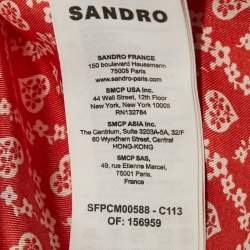 SANDRO
SANDRO FRANCE
150 boulevard Haussmann
75008 Paris
www.sandro-paris.com
SMCP USA Inc.
44 Wall Street, 12th Floor
New York, NY 10005
RN132784
SMCP ASIA Inc.
The Centrium, Suite 3203A-5A, 32/F
60 Wyndham Street, Central
Hong Kong
SMCP SAS,
49, rue Etienne Marcel,
75001 Paris,
France
SFPCM00588 - C113
OF: 156959